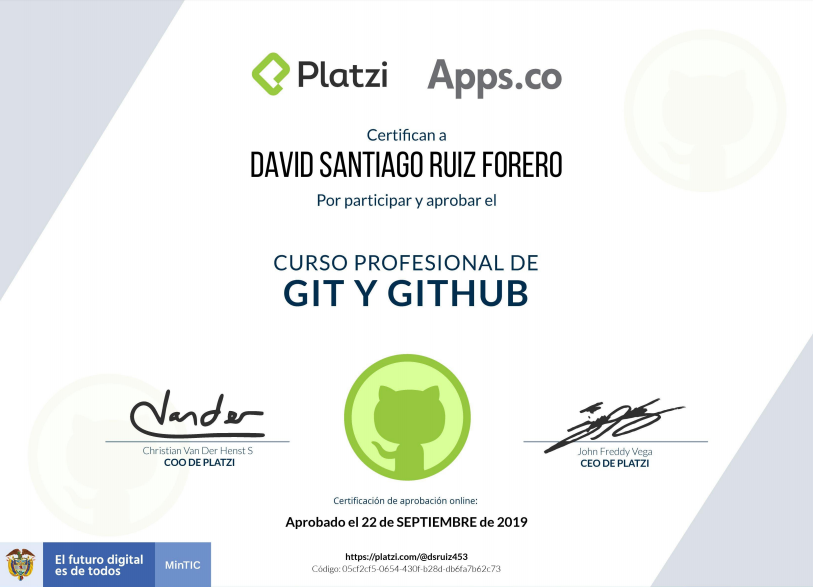 Platzi Apps.co
Certifican a
DAVID SANTIAGO RUIZ FORERO
Por participar y aprobar el
CURSO PROFESIONAL DE
GIT Y GITHUB
Vander
Christian Van Der Henst S
COO DE PLATZI
John Freddy Vega
CEO DE PLATZI
Certificación de aprobación online:
Aprobado el 22 de SEPTIEMBRE de 2019
El futuro digital
es de todos
MinTIC
https://platzi.com/@dsruiz453
Código: 05cf2cf5-0654-430f-b28d-db6fa7b62c73